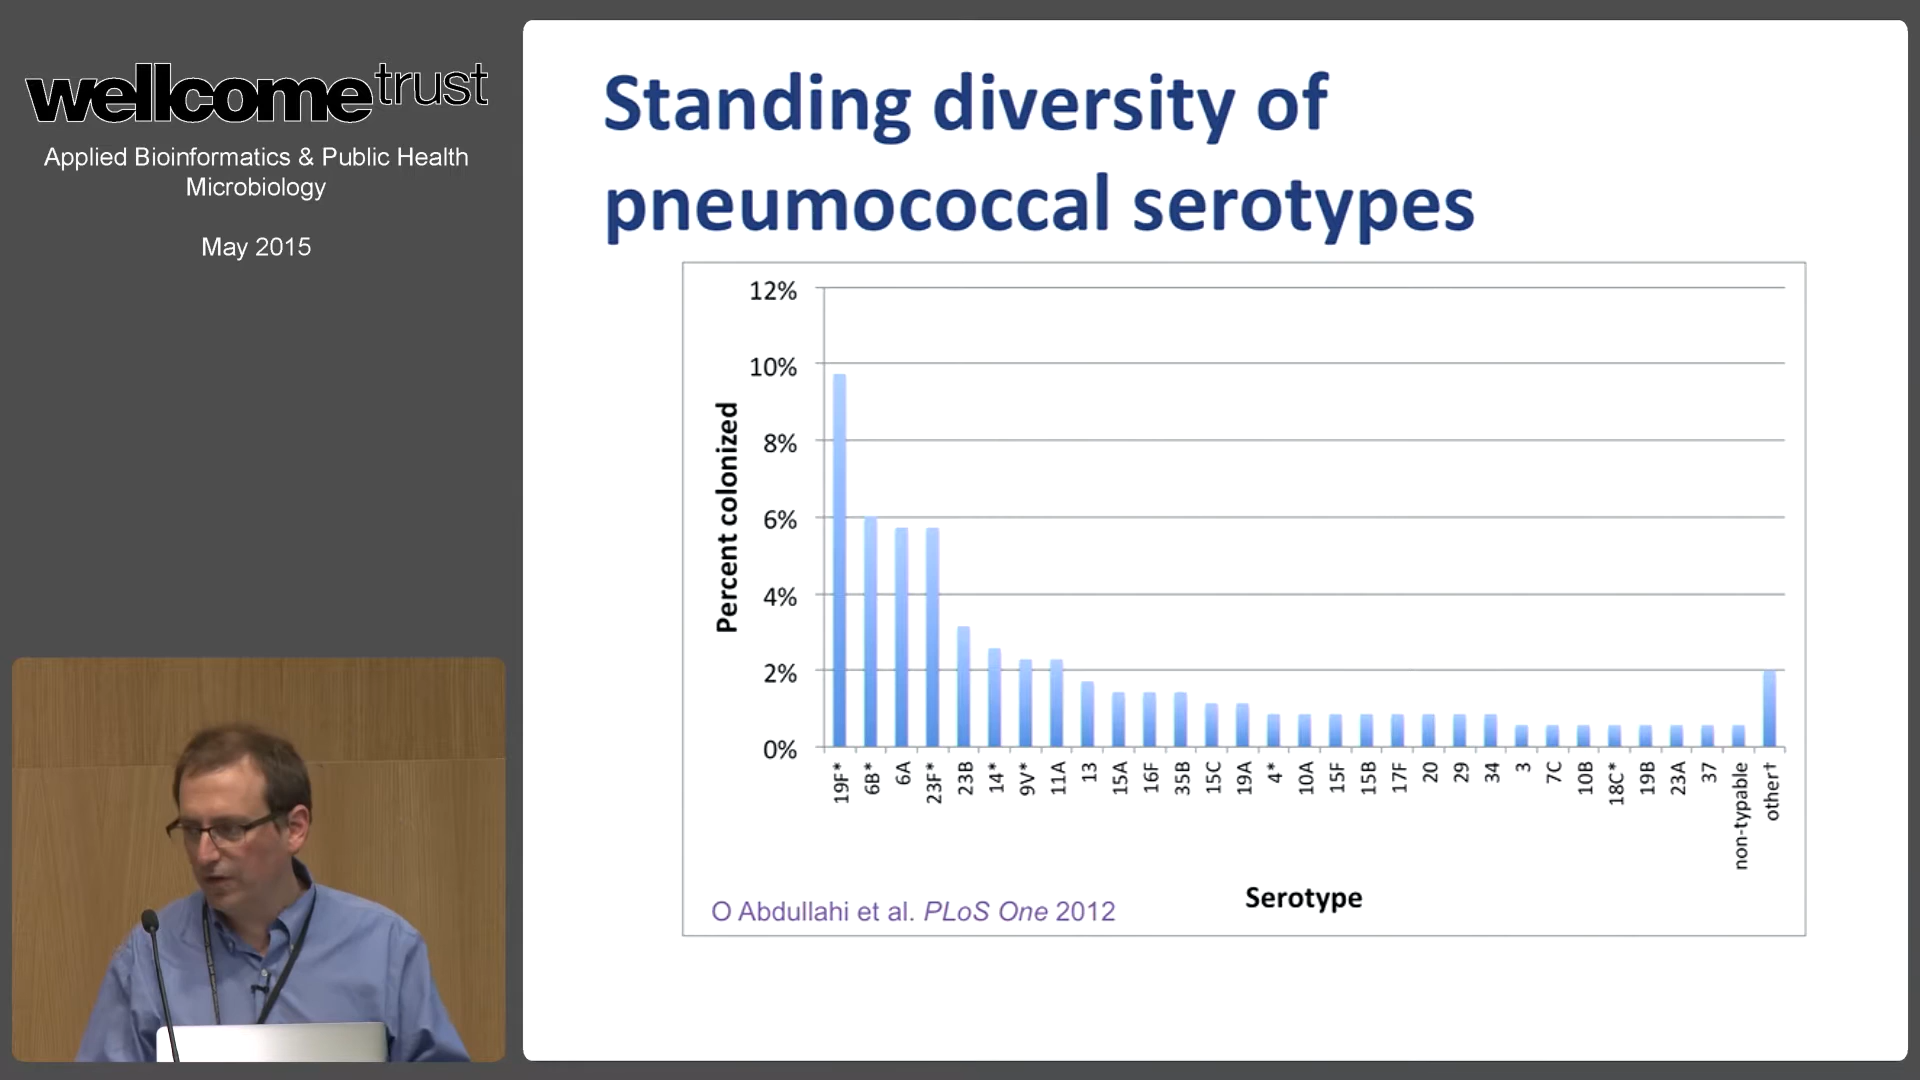 wellcometrust
Applied Bioinformatics & Public Health
Microbiology
May 2015
Standing diversity of
pneumococcal serotypes
12%
10%
8%
6%
4%
2%
0%
Percent colonized
19F*
6B*
6A
23F*
23B
14*
9V*
11A
13
15A
16F
35B
15C
19A
4*
10A
15F
15B
17F
20
29
34
3
7C
10B
18C*
19B
23A
37
non-typable
other†
Serotype
O Abdullahi et al. PLoS One 2012